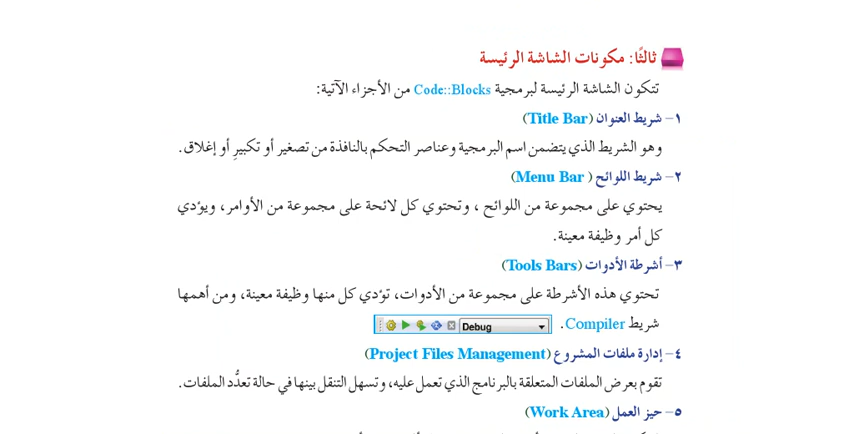 ثالثًا: مكونات الشاشة الرئيسة
تتكون الشاشة الرئيسة لبرمجية Code::Blocks من الأجزاء الآتية:
١- شريط العنوان (Title Bar)
وهو الشريط الذي يتضمن اسم البرمجية وعناصر التحكم بالنافذة من تصغير أو تكبيرٍ أو إغلاق.
٢- شريط اللوائح (Menu Bar )
يحتوي على مجموعة من اللوائح ، وتحتوي كل لائحة على مجموعة من الأوامر، ويؤدي
كل أمر وظيفة معينة.
٣- أشرطة الأدوات (Tools Bars)
تحتوي هذه الأشرطة على مجموعة من الأدوات، تؤدي كل منها وظيفة معينة، ومن أهمها
شريط Compiler. Debug
٤- إدارة ملفات المشروع (Project Files Management)
تقوم بعرض الملفات المتعلقة بالبرنامج الذي تعمل عليه، وتسهل التنقل بينها في حالة تعدُّد الملفات.
٥- حيز العمل (Work Area)